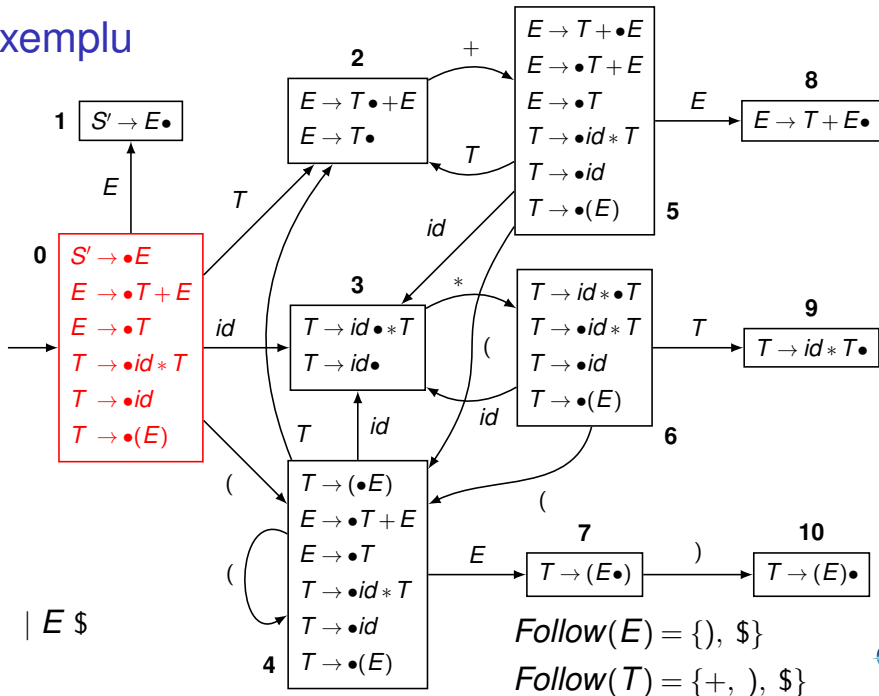 xemplu
1
S′ → E•
E
0
S′ → •E
E → •T + E
E → •T
T → •id * T
T → •id
T → •(E)
T
id
(
2
E → T• + E
E → T•
+
T
5
E → T + •E
E → •T + E
E → •T
T → •id * T
T → •id
T → •(E)
E
8
E → T + E•
id
(
3
T → id • * T
T → id•
*
id
6
T → id * •T
T → •id * T
T → •id
T → •(E)
T
9
T → id * T•
(
T
id
4
T → (•E)
E → •T + E
E → •T
T → •id * T
T → •id
T → •(E)
(
E
7
T → (E•)
)
10
T → (E)•
| E $
Follow(E) = {), $}
Follow(T) = {+, ), $}